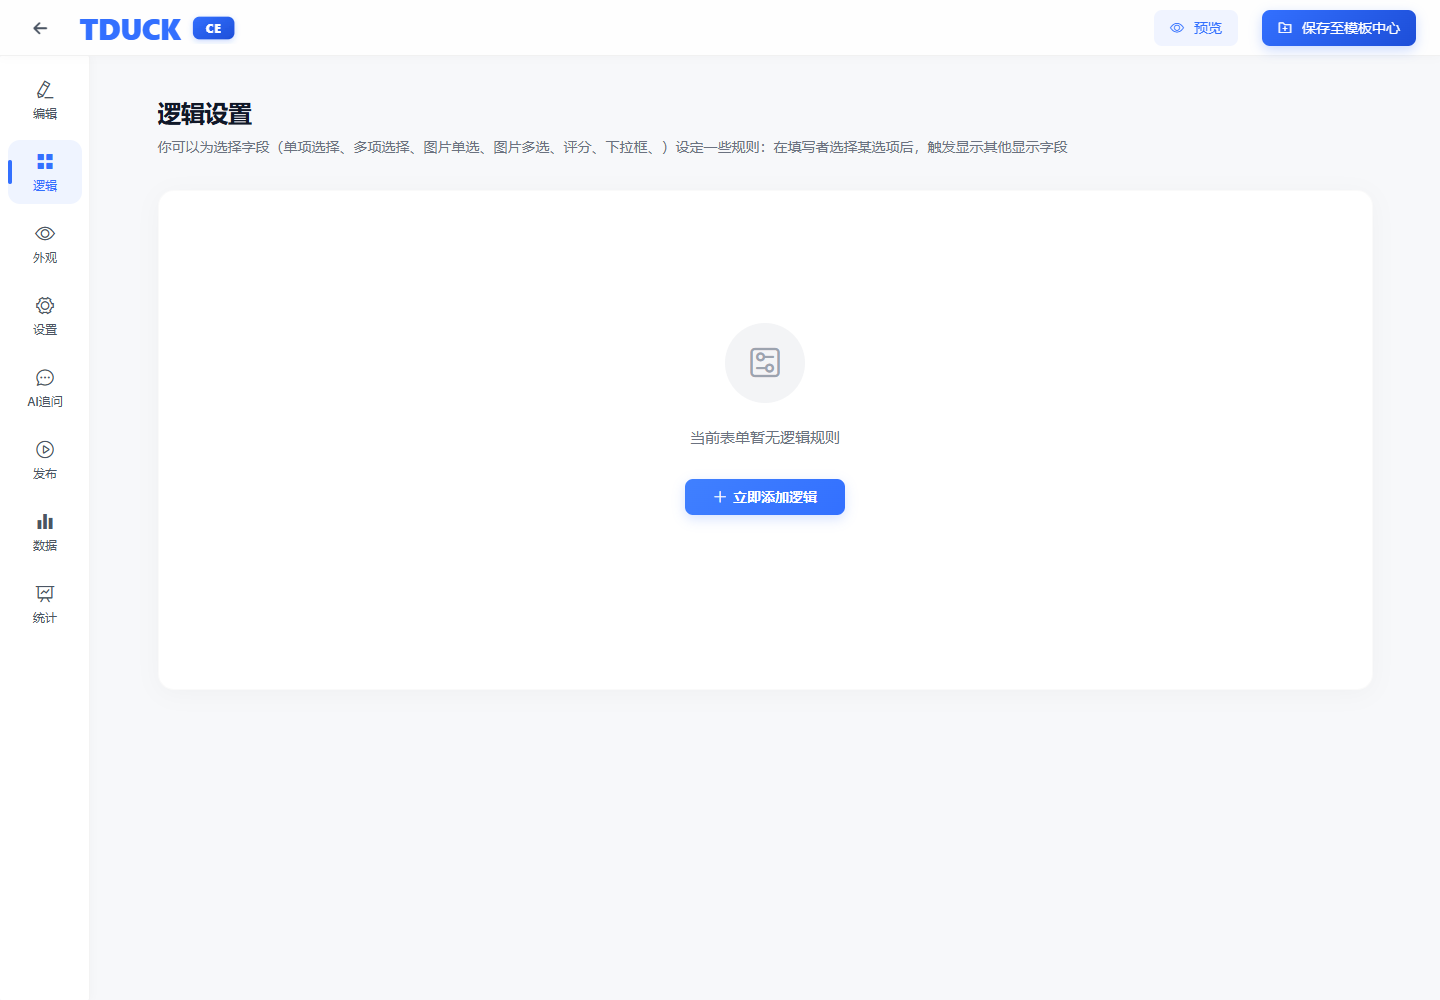 TDUCK CE
预览
保存至模板中心
编辑
逻辑
外观
设置
AI追问
发布
数据
统计
逻辑设置
你可以为选择字段（单项选择、多项选择、图片单选、图片多选、评分、下拉框、）设定一些规则：在填写者选择某选项后，触发显示其他显示字段
当前表单暂无逻辑规则
立即添加逻辑